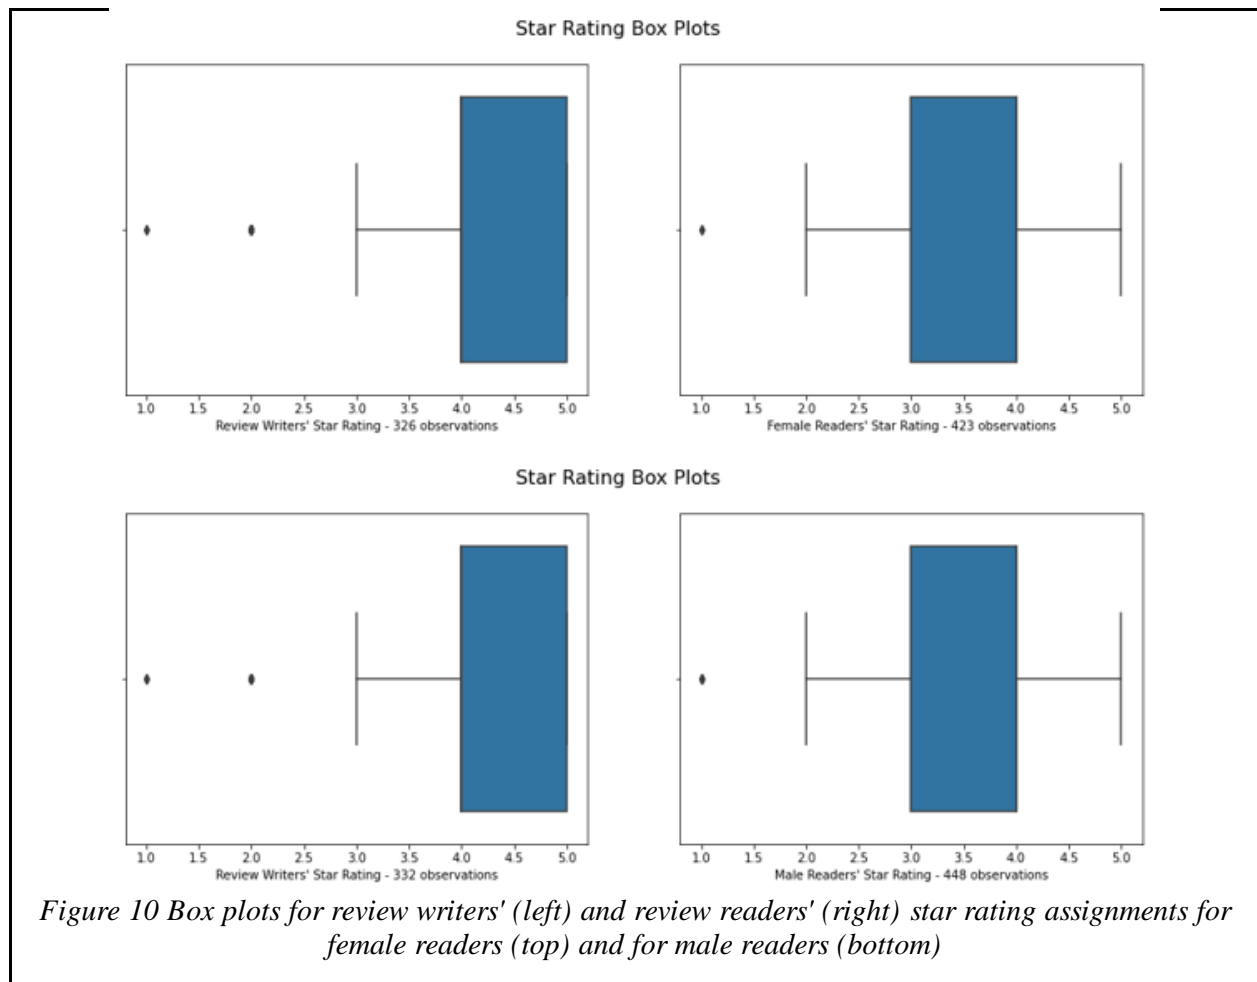 Star Rating Box Plots
1.0 1.5 2.0 2.5 3.0 3.5 4.0 4.5 5.0
Review Writers' Star Rating - 326 observations
1.0 1.5 2.0 2.5 3.0 3.5 4.0 4.5 5.0
Female Readers' Star Rating - 423 observations
Star Rating Box Plots
1.0 1.5 2.0 2.5 3.0 3.5 4.0 4.5 5.0
Review Writers' Star Rating - 332 observations
1.0 1.5 2.0 2.5 3.0 3.5 4.0 4.5 5.0
Male Readers' Star Rating - 448 observations
Figure 10 Box plots for review writers' (left) and review readers' (right) star rating assignments for
female readers (top) and for male readers (bottom)